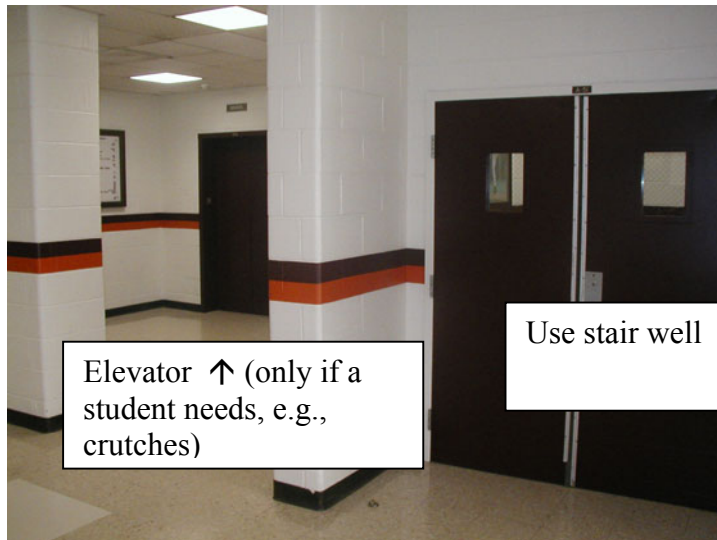 Elevator ↑ (only if a
student needs, e.g.,
crutches)
Use stair well